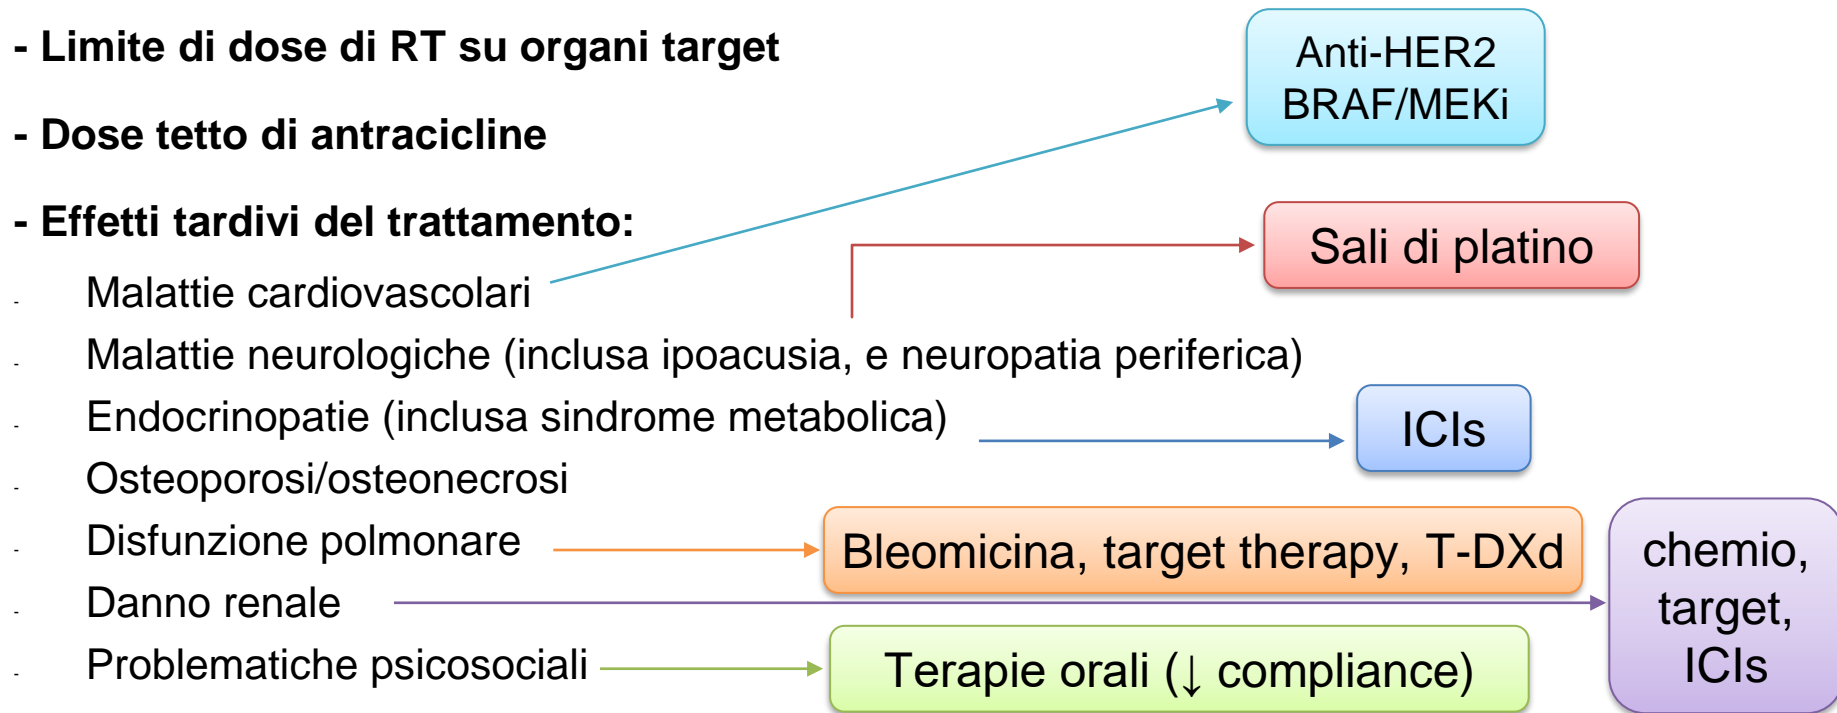 - Limite di dose di RT su organi target
Anti-HER2
BRAF/MEKi
- Dose tetto di antracicline
- Effetti tardivi del trattamento:
Sali di platino
- Malattie cardiovascolari
- Malattie neurologiche (inclusa ipoacusia, e neuropatia periferica)
- Endocrinopatie (inclusa sindrome metabolica)
ICIs
- Osteoporosi/osteonecrosi
- Disfunzione polmonare
Bleomicina, target therapy, T-DXd
chemio,
target,
ICIs
- Danno renale
- Problematiche psicosociali
Terapie orali (↓ compliance)